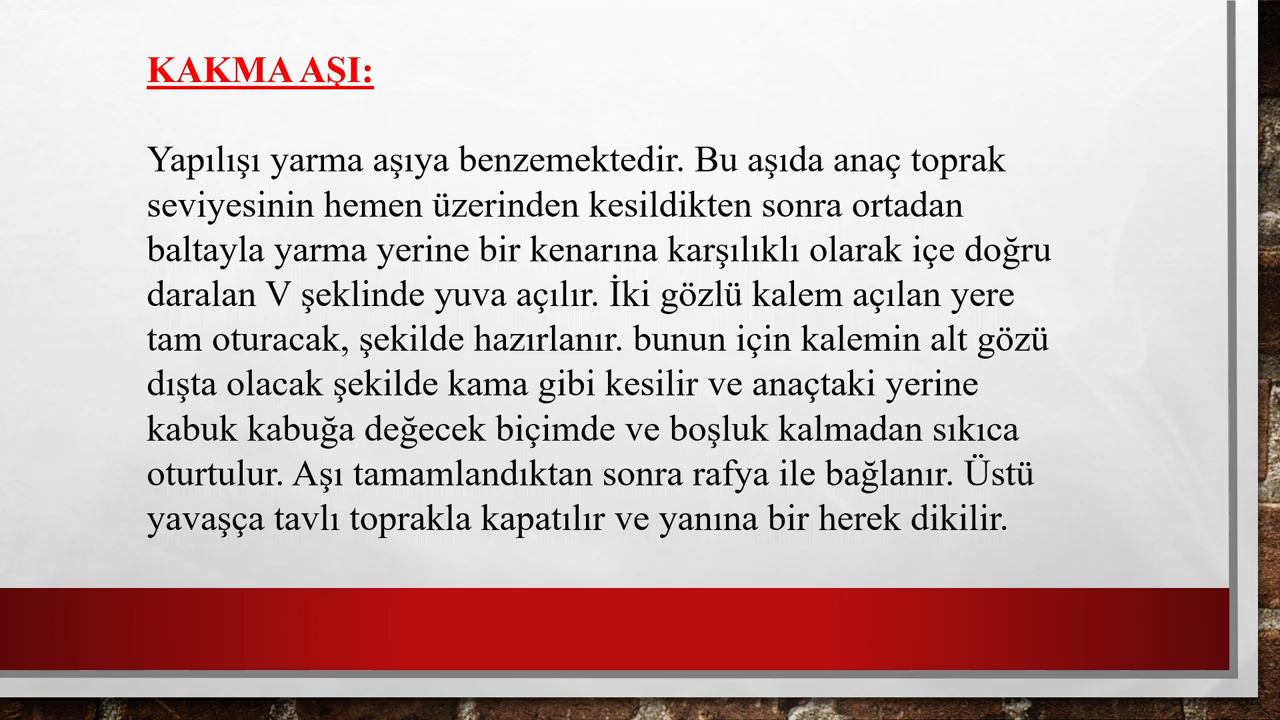 KAKMA AŞI:
Yapılışı yarma aşıya benzemektedir. Bu aşıda anaç toprak
seviyesinin hemen üzerinden kesildikten sonra ortadan
baltayla yarma yerine bir kenarına karşılıklı olarak içe doğru
daralan V şeklinde yuva açılır. İki gözlü kalem açılan yere
tam oturacak, şekilde hazırlanır. bunun için kalemin alt gözü
dışta olacak şekilde kama gibi kesilir ve anaçtaki yerine
kabuk kabuğa değecek biçimde ve boşluk kalmadan sıkıca
oturtulur. Aşı tamamlandıktan sonra rafya ile bağlanır. Üstü
yavaşça tavlı toprakla kapatılır ve yanına bir herek dikilir.